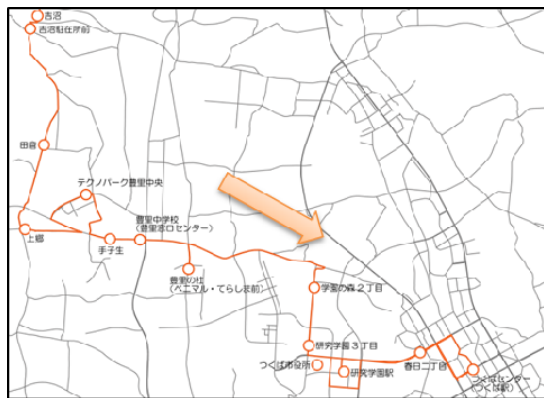 吉沼
吉沼駐在所前
田倉
テクノパーク豊里中央
上郷
手子生
豊里中学校
(豊里窓口センター)
豊里の杜
(ベニマル・てらしま前)
学園の森2丁目
研究学園3丁目
つくば市役所
研究学園駅
春日二丁目
つくばセンター
(つくば駅)